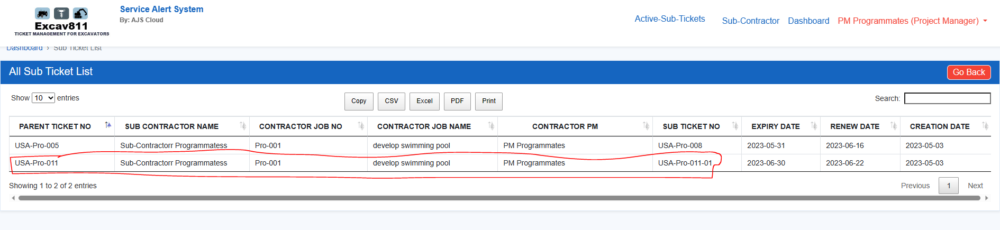 Service Alert System
By: AJS Cloud
Excav811
TICKET MANAGEMENT FOR EXCAVATORS
Active-Sub-Tickets Sub-Contractor Dashboard PM Programmates (Project Manager)
Dashboard › Sub Ticket List
All Sub Ticket List Go Back
Show 10 entries Copy CSV Excel PDF Print Search:
PARENT TICKET NO SUB CONTRACTOR NAME CONTRACTOR JOB NO CONTRACTOR JOB NAME CONTRACTOR PM SUB TICKET NO EXPIRY DATE RENEW DATE CREATION DATE
USA-Pro-005 Sub-Contractorr Programmatess Pro-001 develop swimming pool PM Programmates USA-Pro-008 2023-05-31 2023-06-16 2023-05-03
USA-Pro-011 Sub-Contractorr Programmatess Pro-001 develop swimming pool PM Programmates USA-Pro-011-01 2023-06-30 2023-06-22 2023-05-03
Showing 1 to 2 of 2 entries Previous 1 Next